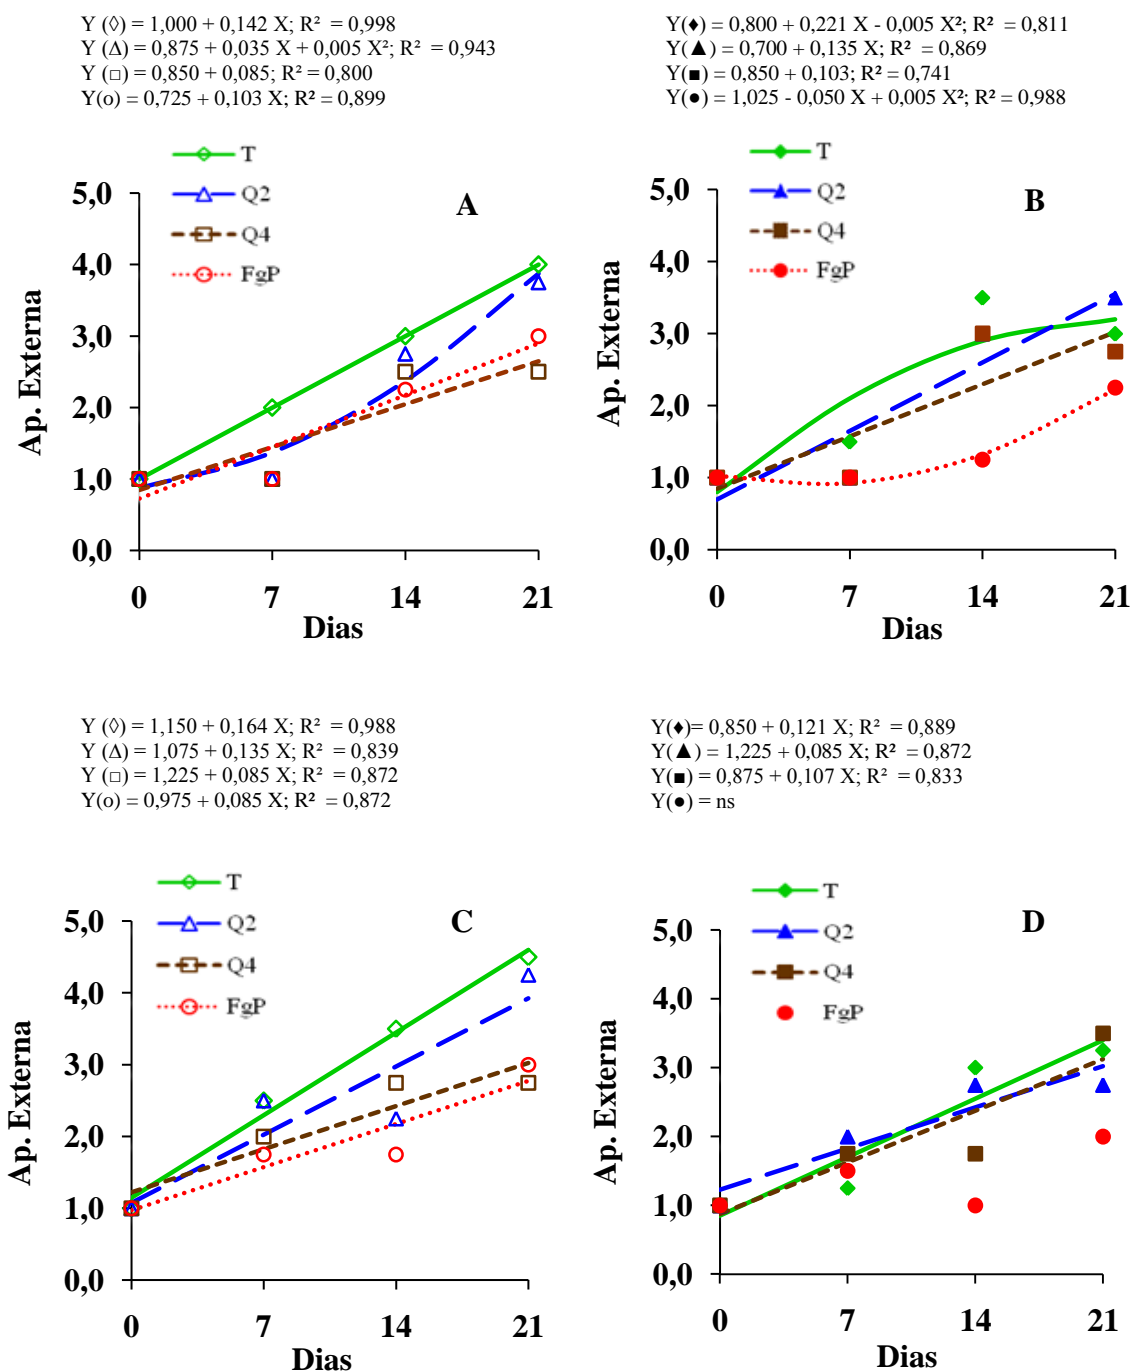 Y (◊) = 1,000 + 0,142 X; R² = 0,998
Y (Δ) = 0,875 + 0,035 X + 0,005 X²; R² = 0,943
Y (□) = 0,850 + 0,085; R² = 0,800
Y(o) = 0,725 + 0,103 X; R² = 0,899
T
Q2
Q4
FgP
A
5,0
4,0
3,0
2,0
1,0
0,0
Ap. Externa
0 7 14 21
Dias
Y(♦) = 0,800 + 0,221 X - 0,005 X²; R² = 0,811
Y(▲) = 0,700 + 0,135 X; R² = 0,869
Y(■) = 0,850 + 0,103; R² = 0,741
Y(●) = 1,025 - 0,050 X + 0,005 X²; R² = 0,988
T
Q2
Q4
FgP
B
5,0
4,0
3,0
2,0
1,0
0,0
Ap. Externa
0 7 14 21
Dias
Y (◊) = 1,150 + 0,164 X; R² = 0,988
Y (Δ) = 1,075 + 0,135 X; R² = 0,839
Y (□) = 1,225 + 0,085 X; R² = 0,872
Y(o) = 0,975 + 0,085 X; R² = 0,872
T
Q2
Q4
FgP
C
5,0
4,0
3,0
2,0
1,0
0,0
Ap. Externa
0 7 14 21
Dias
Y(♦)= 0,850 + 0,121 X; R² = 0,889
Y(▲) = 1,225 + 0,085 X; R² = 0,872
Y(■) = 0,875 + 0,107 X; R² = 0,833
Y(●) = ns
T
Q2
Q4
FgP
D
5,0
4,0
3,0
2,0
1,0
0,0
Ap. Externa
0 7 14 21
Dias